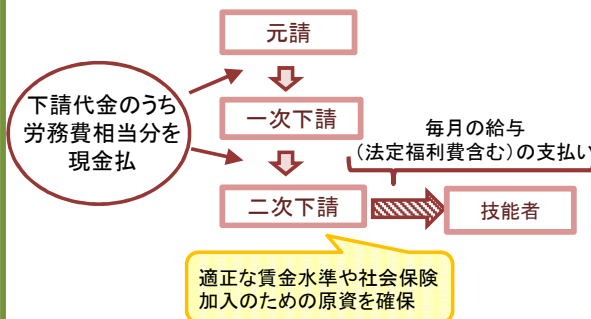 元請
下請代金のうち
労務費相当分を
現金払
一次下請
毎月の給与
(法定福利費含む)の支払い
二次下請
技能者
適正な賃金水準や社会保険
加入のための原資を確保